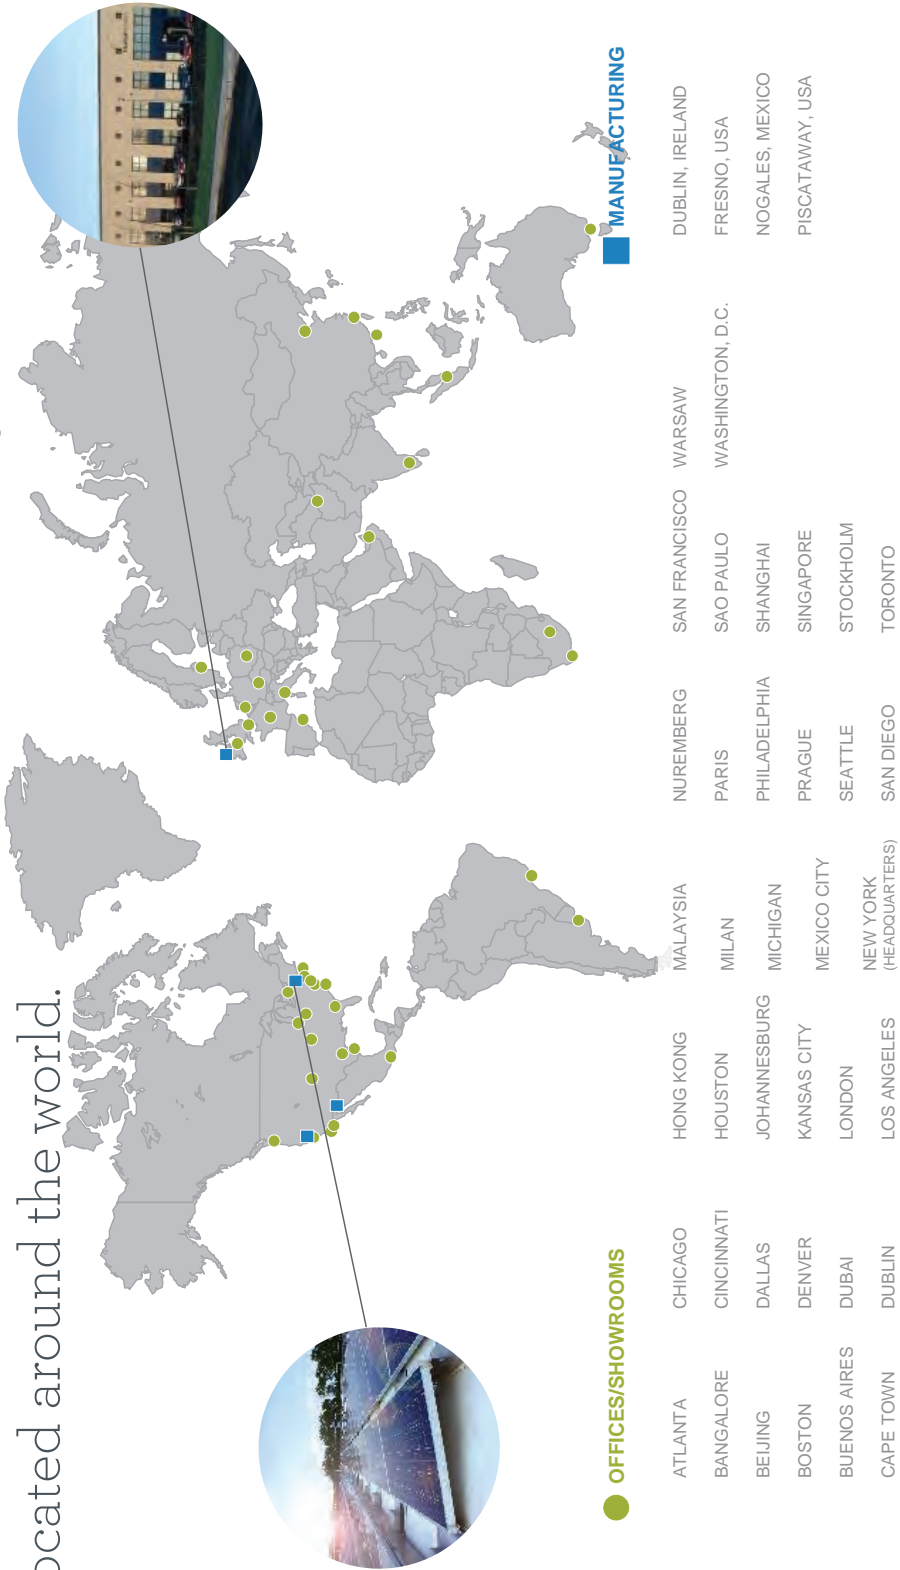 ocated around the world.
OFFICES/SHOWROOMS
ATLANTA
BANGALORE
BEIJING
BOSTON
BUENOS AIRES
CAPE TOWN
CHICAGO
CINCINNATI
DALLAS
DENVER
DUBAI
DUBLIN
HONG KONG
HOUSTON
JOHANNESBURG
KANSAS CITY
LONDON
LOS ANGELES
MALAYSIA
MILAN
MICHIGAN
MEXICO CITY
NEW YORK
(HEADQUARTERS)
NUREMBERG
PARIS
PHILADELPHIA
PRAGUE
SEATTLE
SAN DIEGO
SAN FRANCISCO
SAO PAULO
SHANGHAI
SINGAPORE
STOCKHOLM
TORONTO
WARSAW
WASHINGTON, D.C.
MANUFACTURING
DUBLIN, IRELAND
FRESNO, USA
NOGALES, MEXICO
PISCATAWAY, USA